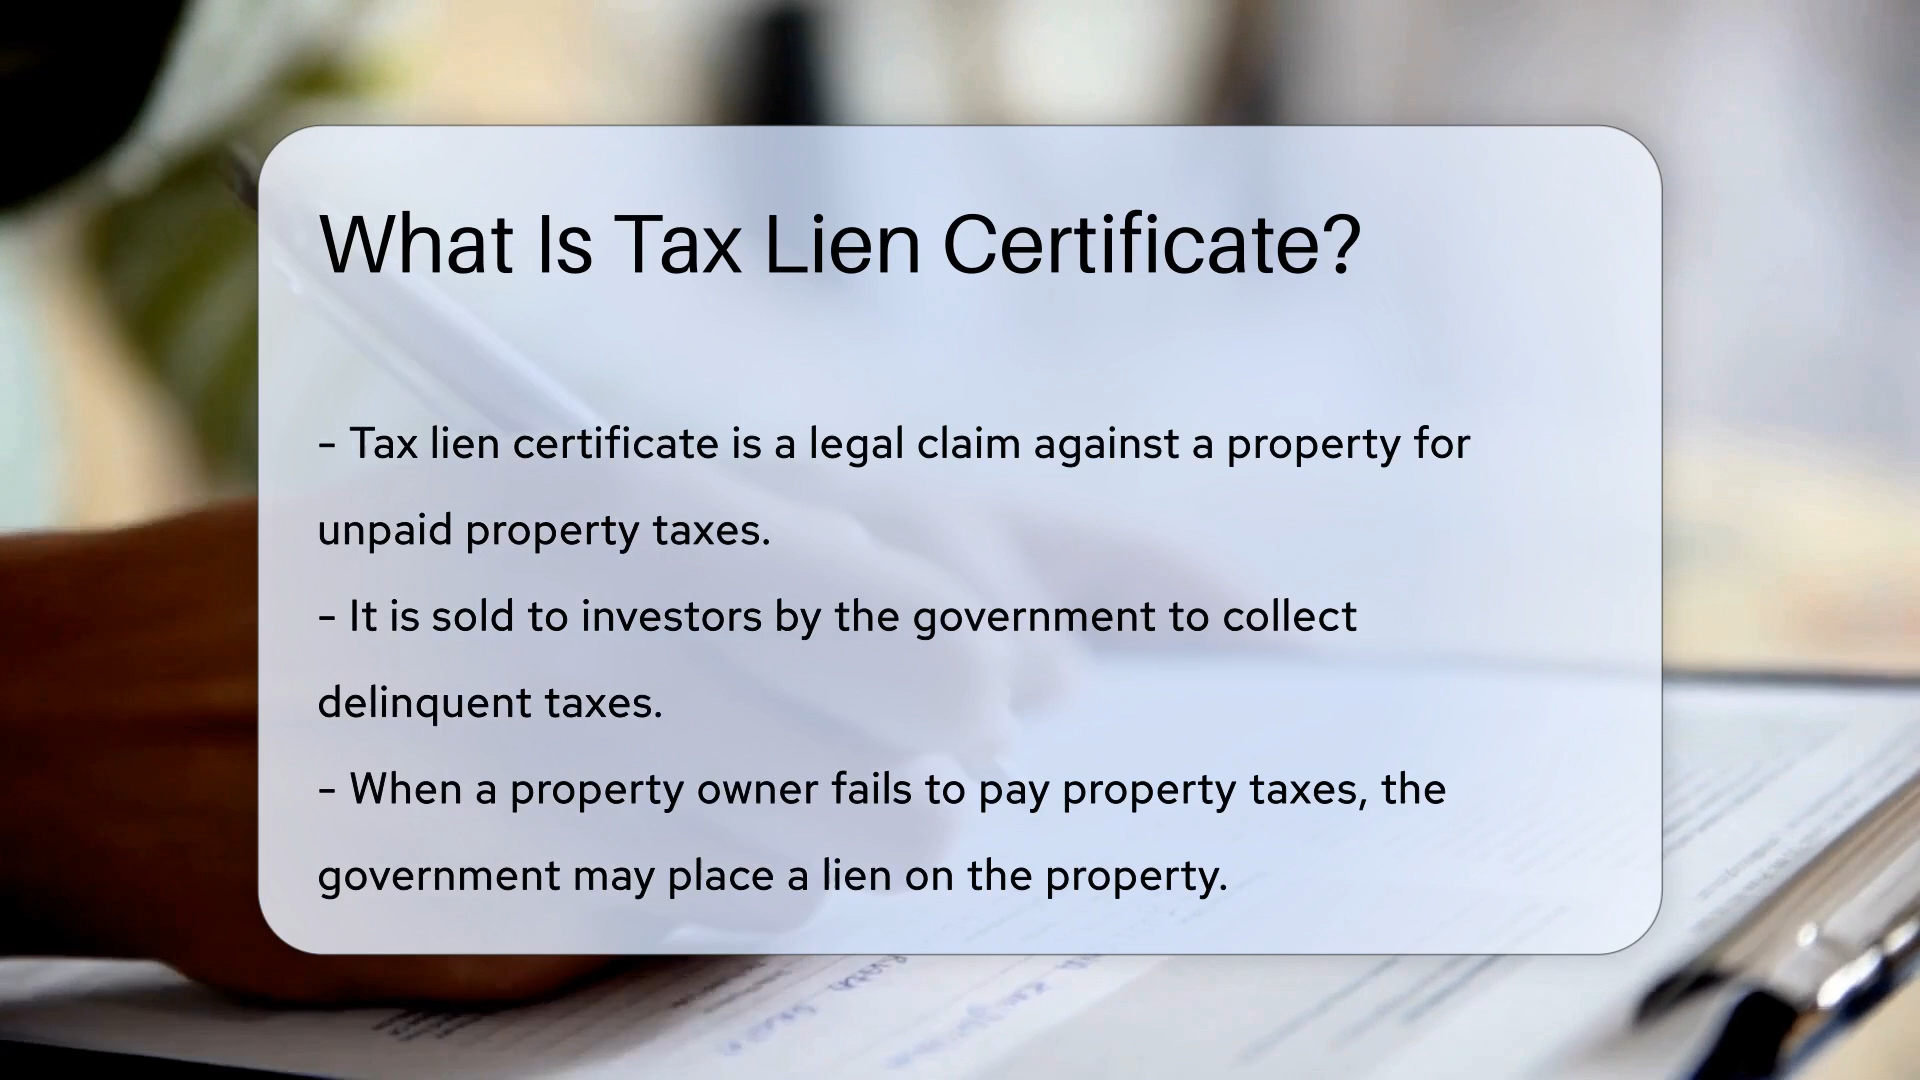 What Is Tax Lien Certificate?
- Tax lien certificate is a legal claim against a property for
unpaid property taxes.
- It is sold to investors by the government to collect
delinquent taxes.
- When a property owner fails to pay property taxes, the
government may place a lien on the property.